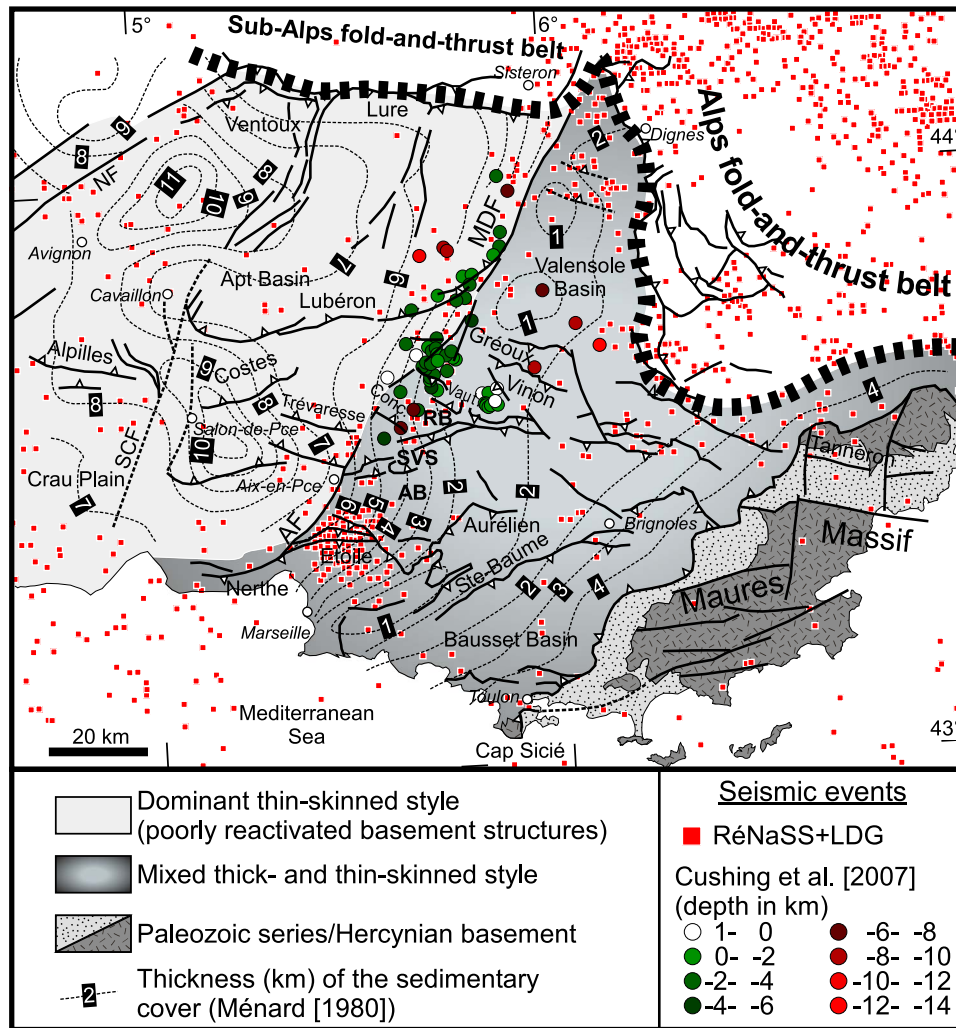 5°
6°
Sub-Alps fold-and-thrust belt
Sisteron
Ventoux
Lure
Alps fold-and-thrust belt
Dignes
44°
9
8
NF
11
10
9
8
2
Avignon
MDF
1
7
6
Apt Basin
Valensole
Basin
Cavaillon
Lubéron
1
Gréoux
Alpilles
9
Costes
Vinon
8
8
Trévaresse
Conc
Vaut
RB
4
Salon-de-Pce
10
7
SVS
Tanneron
SCF
Crau Plain
7
Aix-en-Pce
AB
2
2
6
5
4
3
AF
Aurélien
Brignoles
Massif
Etoile
Ste-Baume
Nerthe
2
3
4
Maures
Marseille
1
Bausset Basin
Toulon
Mediterranean
Sea
20 km
Cap Sicié
43°
Dominant thin-skinned style
(poorly reactivated basement structures)
Mixed thick- and thin-skinned style
Paleozoic series/Hercynian basement
2
Thickness (km) of the sedimentary
cover (Ménard [1980])
Seismic events
RéNaSS+LDG
Cushing et al. [2007]
(depth in km)
1- 0
0- -2
-2- -4
-4- -6
-6- -8
-8- -10
-10- -12
-12- -14